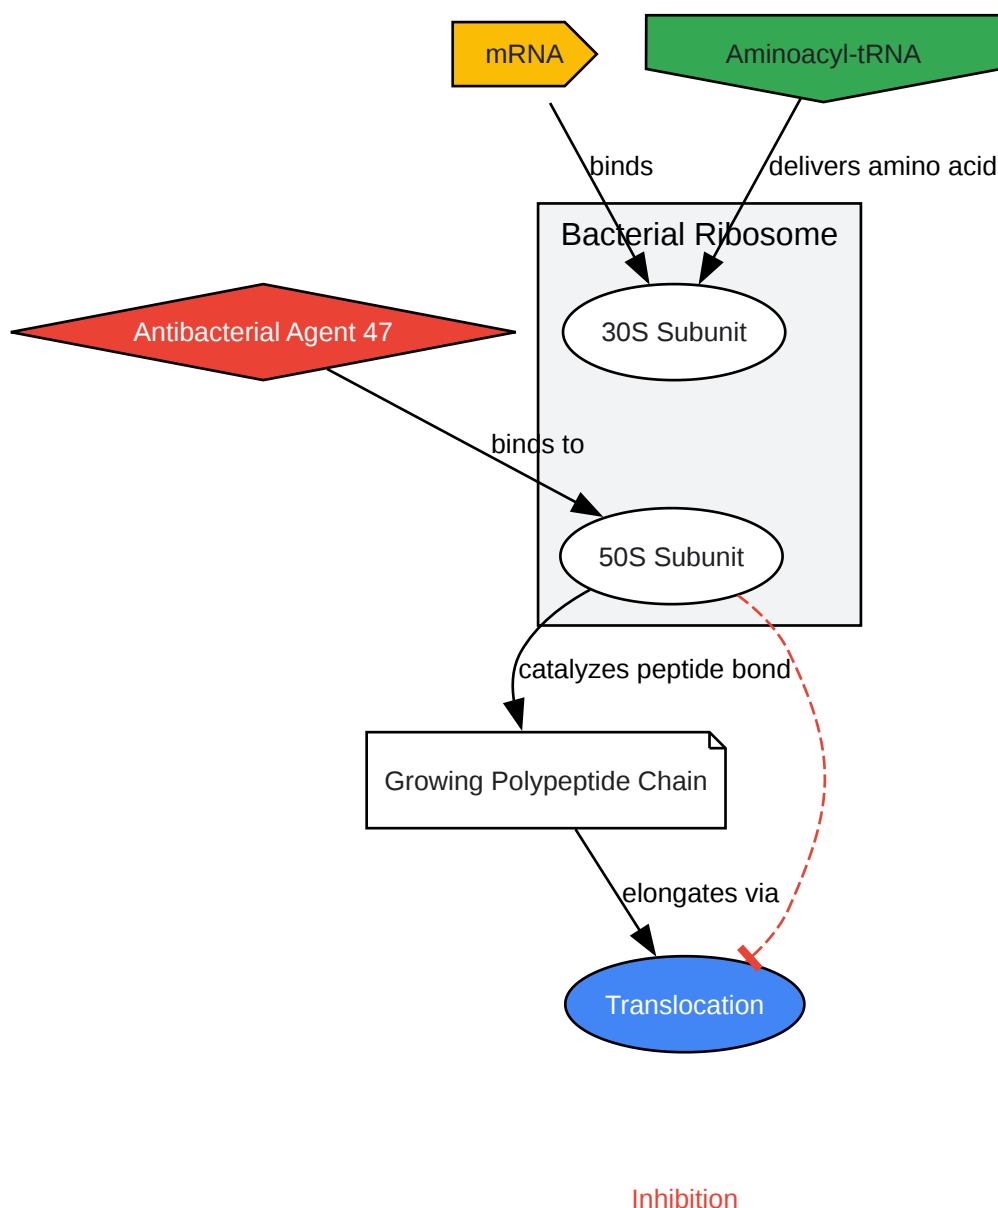 mRNA
Aminoacyl-tRNA
binds
delivers amino acid
Bacterial Ribosome
Antibacterial Agent 47
30S Subunit
binds to
50S Subunit
catalyzes peptide bond
Growing Polypeptide Chain
elongates via
Translocation
Inhibition